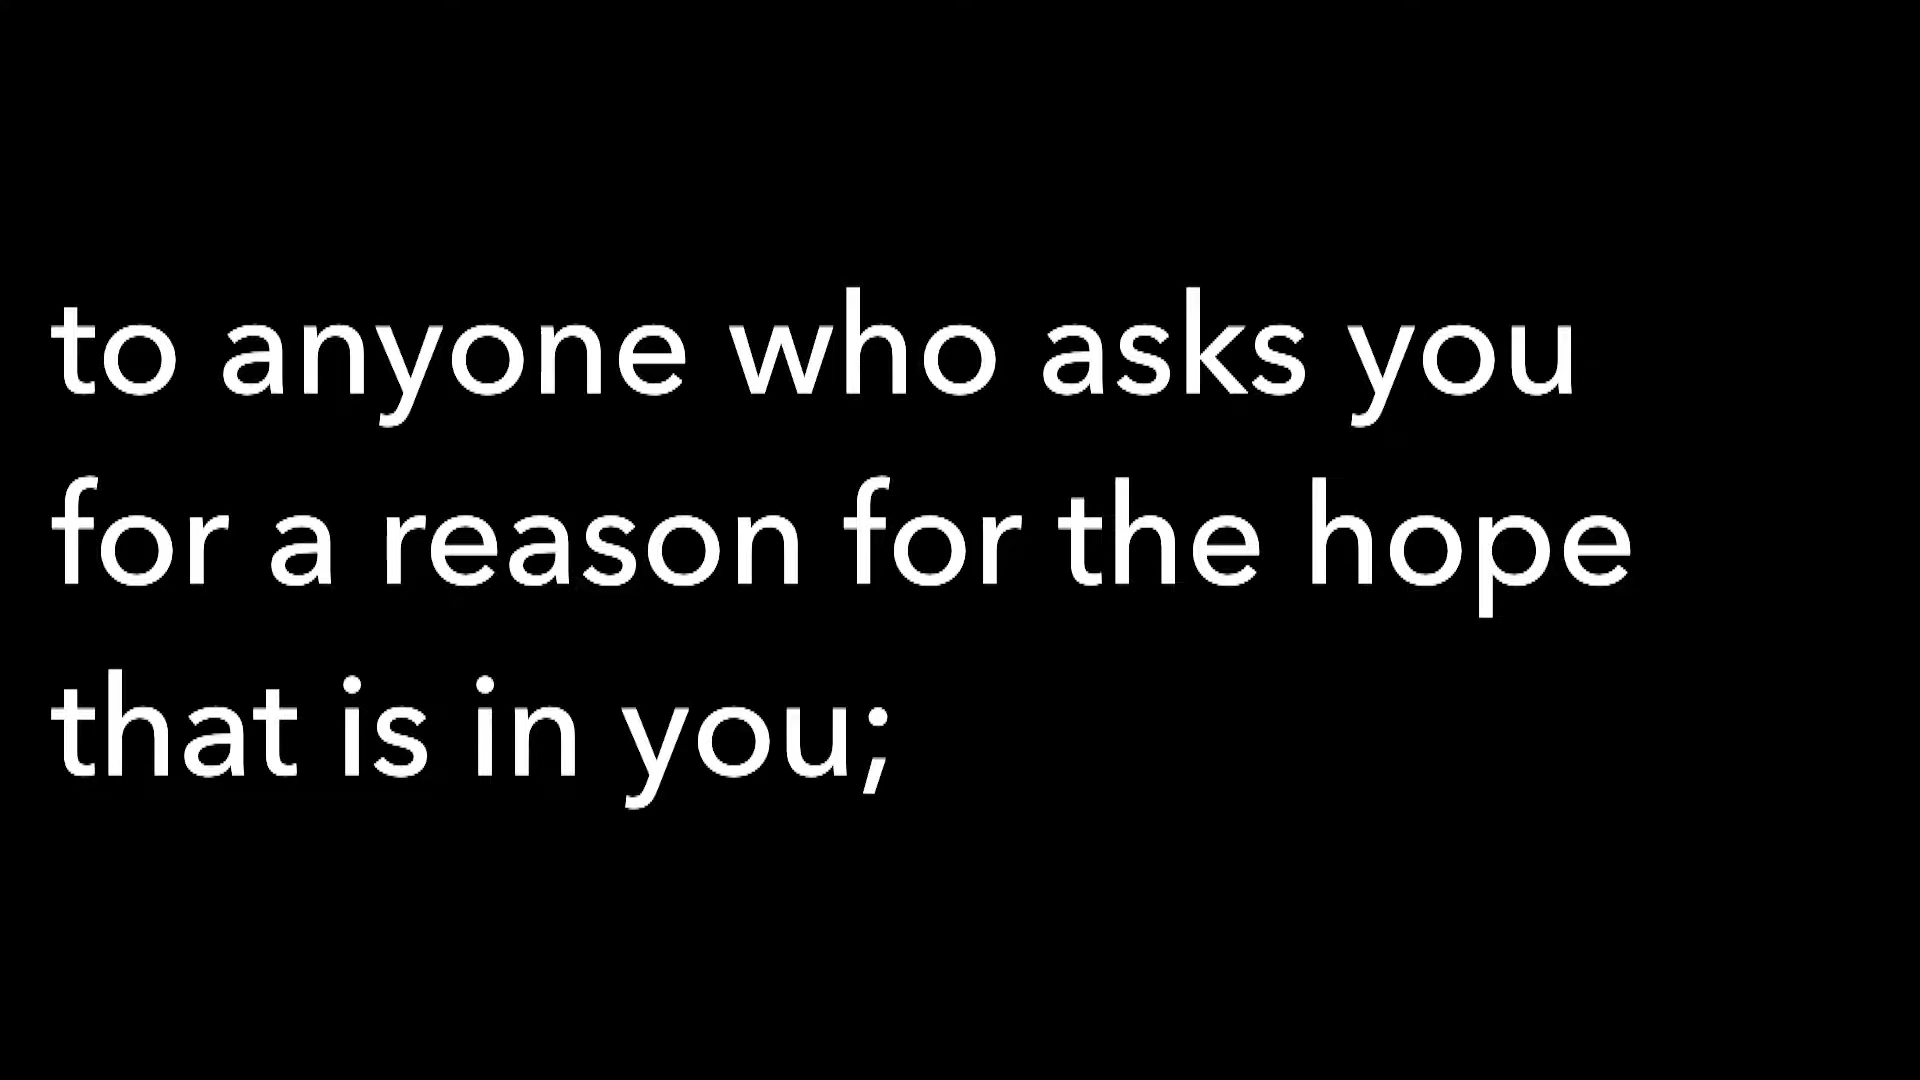 to anyone who asks you
for a reason for the hope
that is in you;